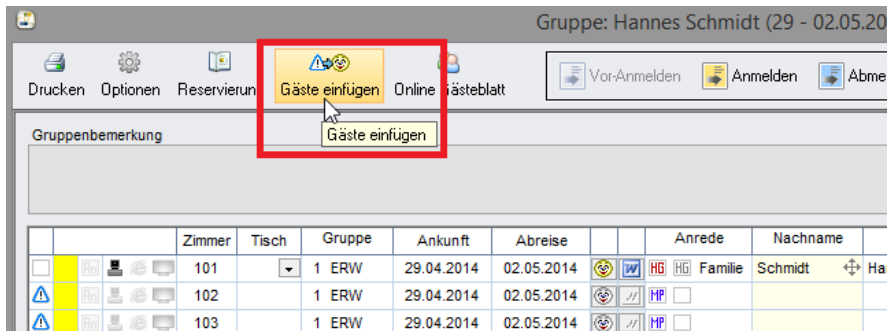 Gruppe: Hannes Schmidt (29 - 02.05.20
Drucken Optionen Reservierun Gäste einfügen Online Gästeblatt Vor-Anmelden Anmelden Abme
Gäste einfügen
Gruppenbemerkung
Zimmer Tisch Gruppe Ankunft Abreise Anrede Nachname
101 1 ERW 29.04.2014 02.05.2014 W HG HG Familie Schmidt Ha
102 1 ERW 29.04.2014 02.05.2014 MP
103 1 ERW 29.04.2014 02.05.2014 MP